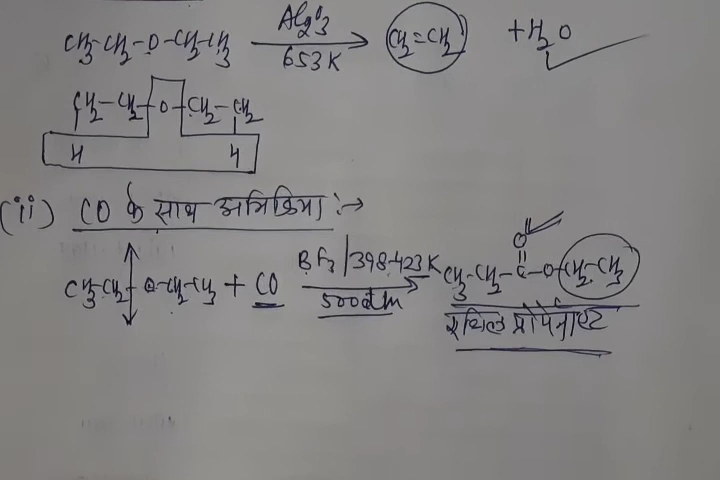 CH3-CH2-O-CH2-CH3 Al2O3 653K CH2=CH2 + H2O
CH2-CH2-O-CH2-CH2
H H
(ii) CO के साथ अभिक्रिया :→
CH3-CH2 O-CH2-CH3 + CO BF3/398-423K 500atm CH3-CH2-C-O-CH2-CH3
O
एथिल प्रोपेनोएट